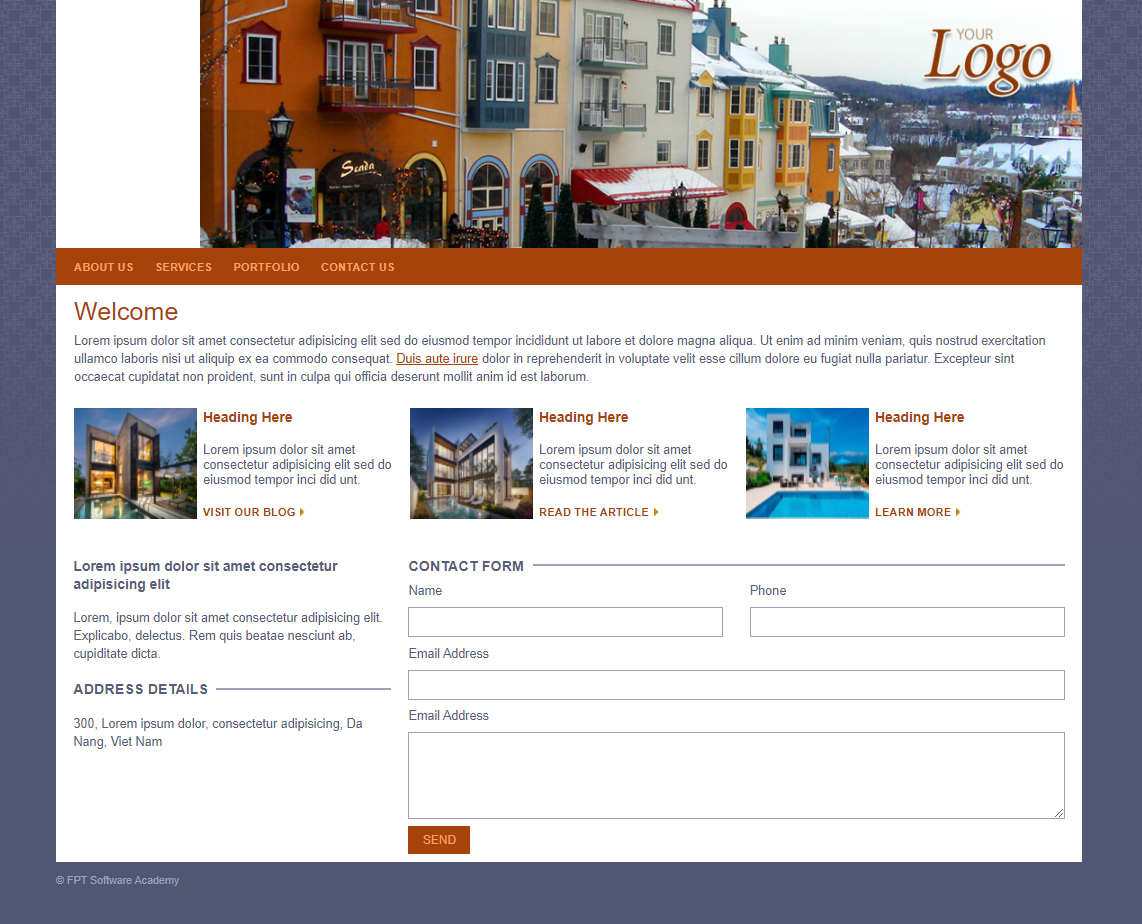 YOUR
Logo
Scada
ABOUT US SERVICES PORTFOLIO CONTACT US
Welcome
Lorem ipsum dolor sit amet consectetur adipisicing elit sed do eiusmod tempor incididunt ut labore et dolore magna aliqua. Ut enim ad minim veniam, quis nostrud exercitation
ullamco laboris nisi ut aliquip ex ea commodo consequat. Duis aute irure dolor in reprehenderit in voluptate velit esse cillum dolore eu fugiat nulla pariatur. Excepteur sint
occaecat cupidatat non proident, sunt in culpa qui officia deserunt mollit anim id est laborum.
Heading Here
Lorem ipsum dolor sit amet
consectetur adipisicing elit sed do
eiusmod tempor inci did unt.
VISIT OUR BLOG
Heading Here
Lorem ipsum dolor sit amet
consectetur adipisicing elit sed do
eiusmod tempor inci did unt.
READ THE ARTICLE
Heading Here
Lorem ipsum dolor sit amet
consectetur adipisicing elit sed do
eiusmod tempor inci did unt.
LEARN MORE
Lorem ipsum dolor sit amet consectetur
adipisicing elit
Lorem, ipsum dolor sit amet consectetur adipisicing elit.
Explicabo, delectus. Rem quis beatae nesciunt ab,
cupiditate dicta.
ADDRESS DETAILS
300, Lorem ipsum dolor, consectetur adipisicing, Da
Nang, Viet Nam
CONTACT FORM
Name Phone
Email Address
Email Address
SEND
© FPT Software Academy